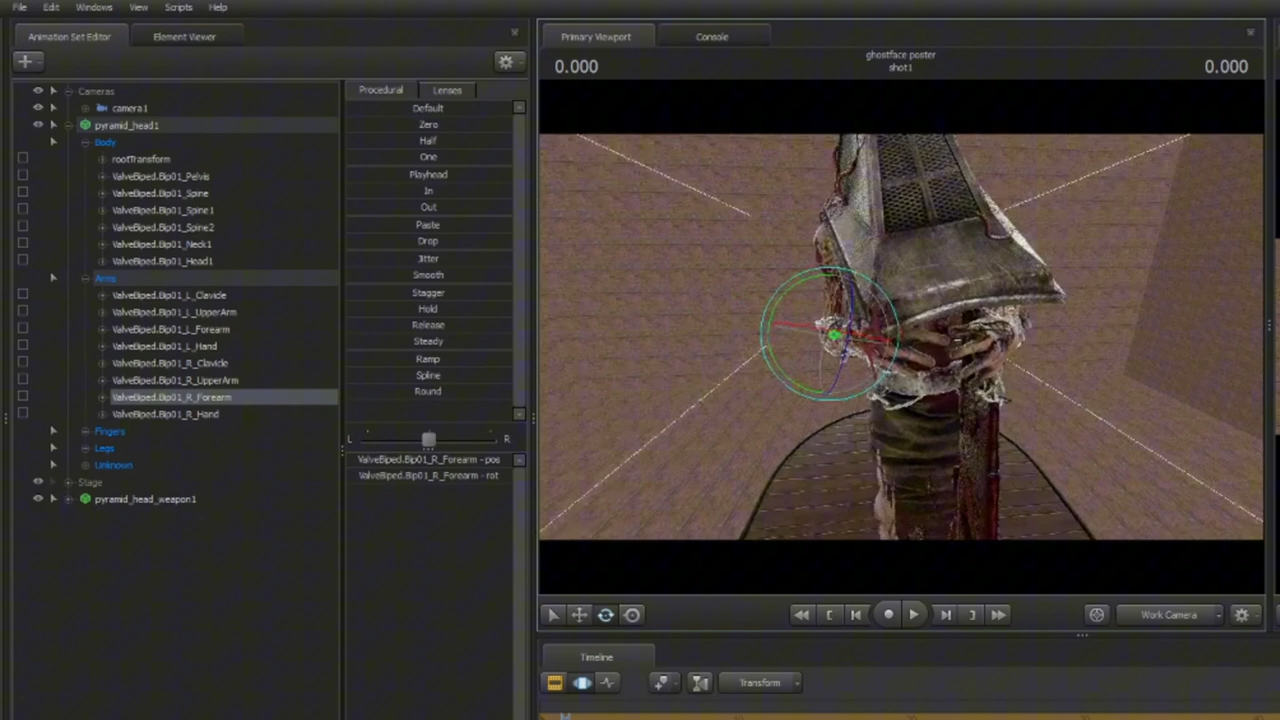 File Edit Windows View Scripts Help
Animation Set Editor Element Viewer
Primary Viewport Console
0.000 ghostface poster 0.000
shot1
Cameras
camera1
pyramid_head1
Body
rootTransform
ValveBiped.Bip01_Pelvis
ValveBiped.Bip01_Spine
ValveBiped.Bip01_Spine1
ValveBiped.Bip01_Spine2
ValveBiped.Bip01_Neck1
ValveBiped.Bip01_Head1
Arms
ValveBiped.Bip01_L_Clavicle
ValveBiped.Bip01_L_UpperArm
ValveBiped.Bip01_L_Forearm
ValveBiped.Bip01_L_Hand
ValveBiped.Bip01_R_Clavicle
ValveBiped.Bip01_R_UpperArm
ValveBiped.Bip01_R_Forearm
ValveBiped.Bip01_R_Hand
Fingers
Legs
Unknown
Stage
pyramid_head_weapon1
Procedural Lenses
Default
Zero
Half
One
Playhead
In
Out
Paste
Drop
Jitter
Smooth
Stagger
Hold
Release
Steady
Ramp
Spline
Round
L R
ValveBiped.Bip01_R_Forearm - pos
ValveBiped.Bip01_R_Forearm - rot
Work Camera
Timeline
Transform